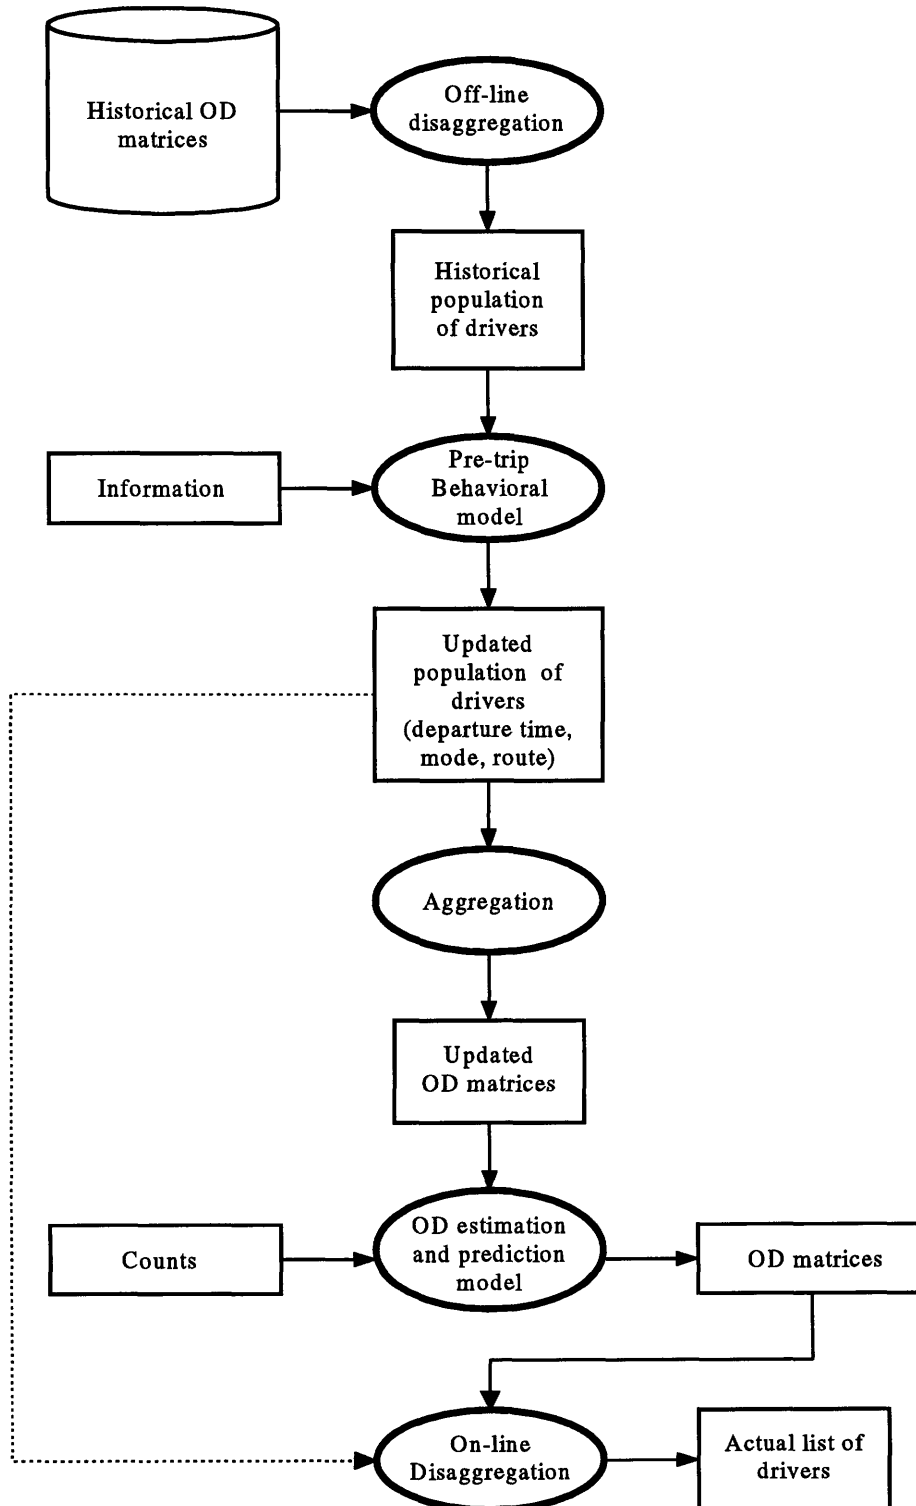 Historical OD
matrices
Off-line
disaggregation
Historical
population
of drivers
Information
Pre-trip
Behavioral
model
Updated
population of
drivers
(departure time,
mode, route)
Aggregation
Updated
OD matrices
Counts
OD estimation
and prediction
model
OD matrices
On-line
Disaggregation
Actual list of
drivers